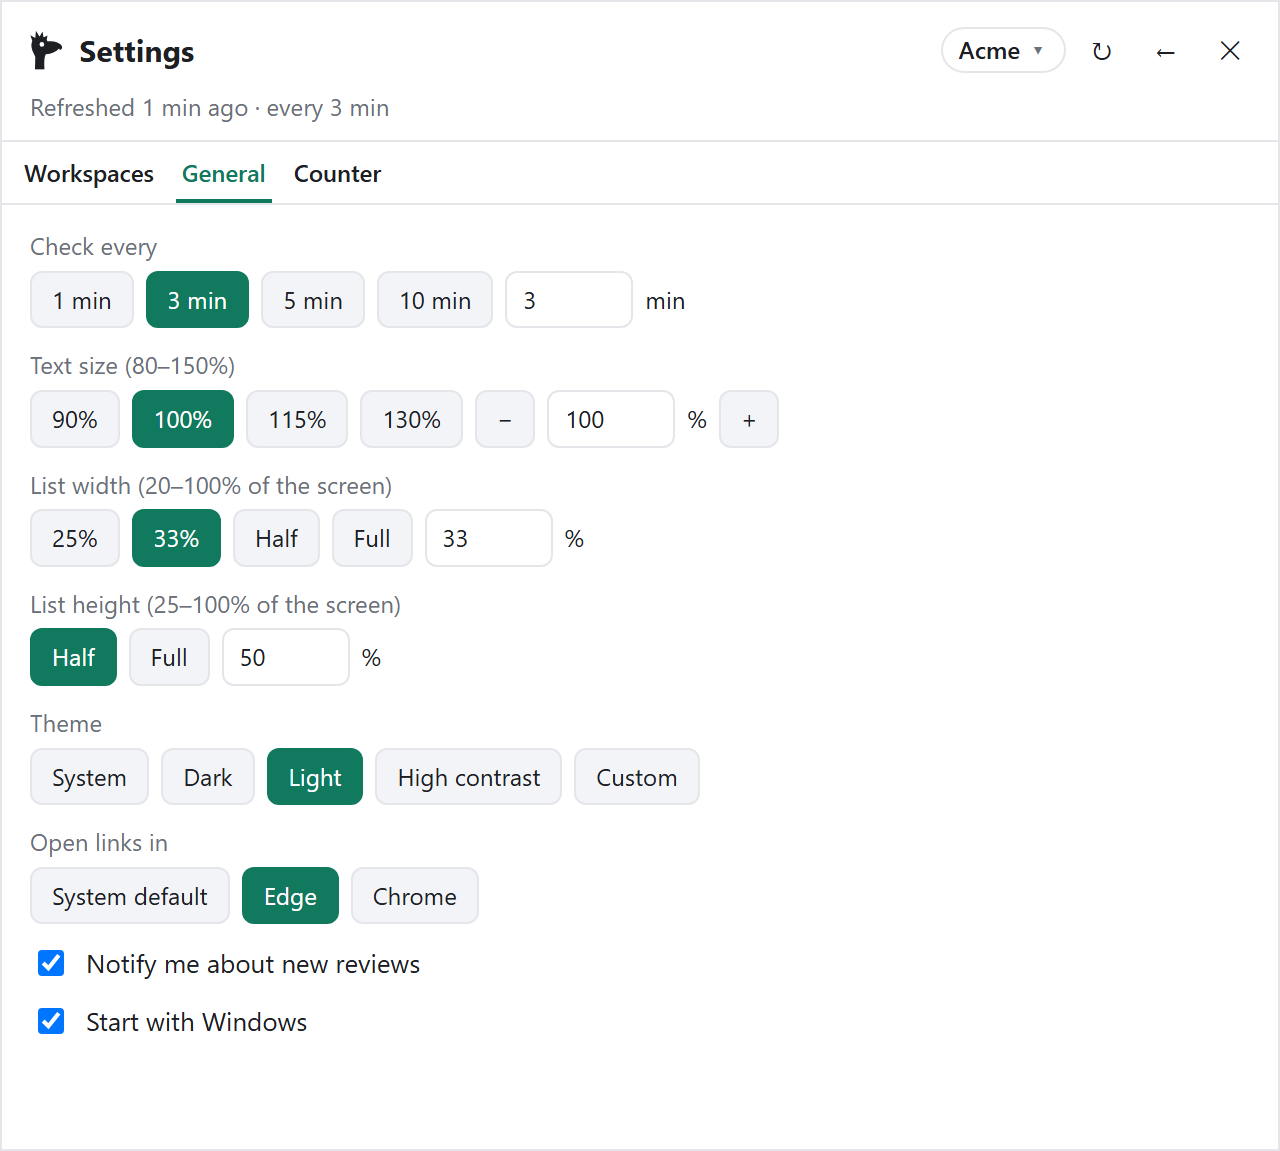 Settings
Acme ▼ ↻ ← ✕
Refreshed 1 min ago · every 3 min
Workspaces General Counter
Check every
1 min 3 min 5 min 10 min 3 min
Text size (80–150%)
90% 100% 115% 130% − 100 % +
List width (20–100% of the screen)
25% 33% Half Full 33 %
List height (25–100% of the screen)
Half Full 50 %
Theme
System Dark Light High contrast Custom
Open links in
System default Edge Chrome
Notify me about new reviews
Start with Windows